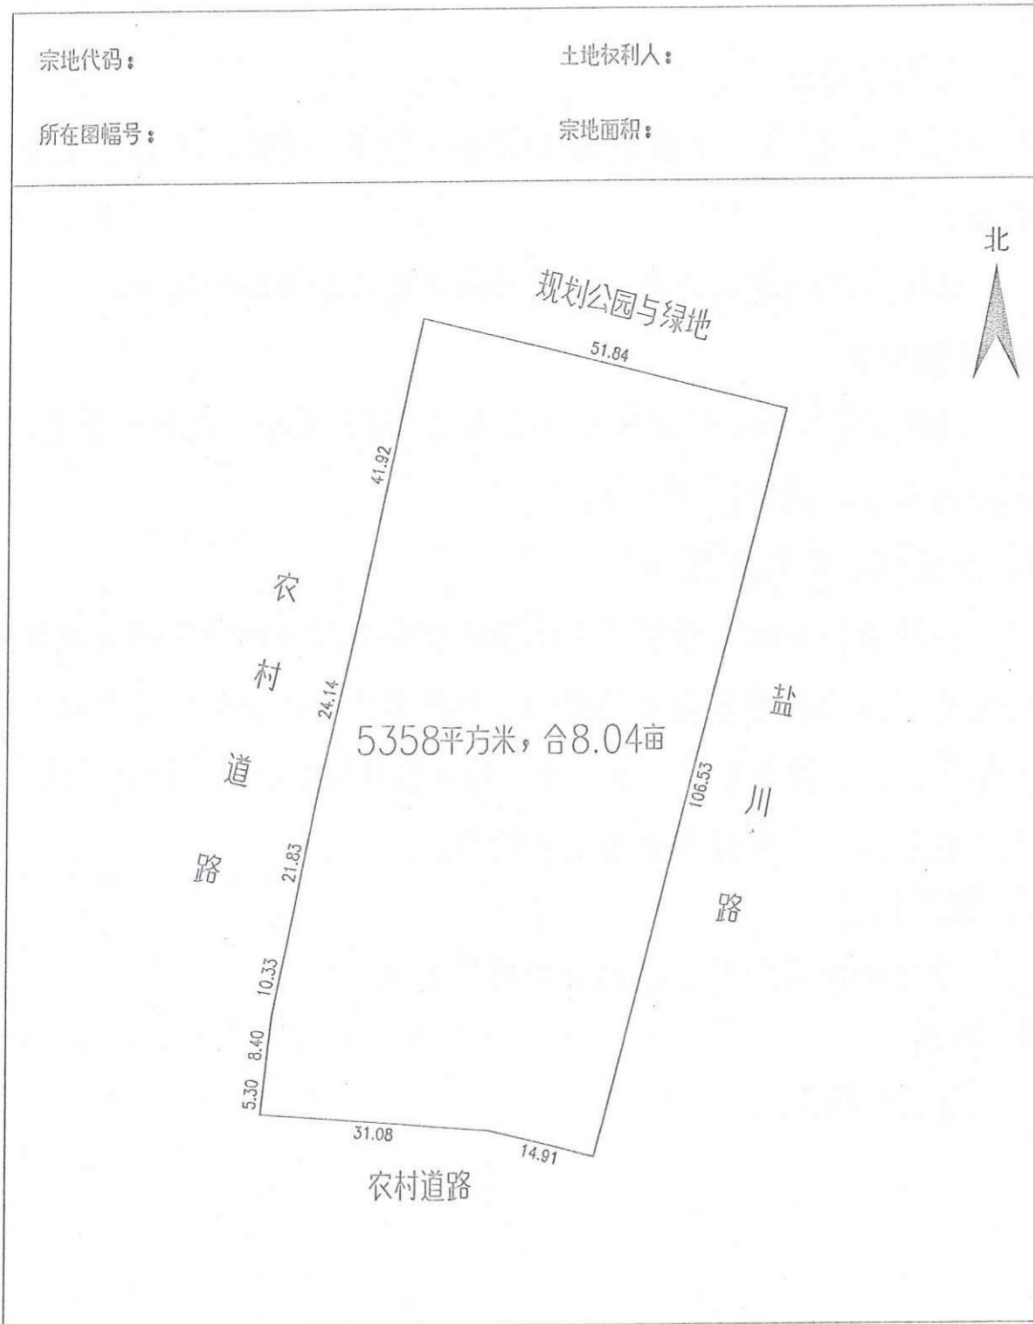 宗地代码：
土地权利人：
所在图幅号：
宗地面积：
北
规划公园与绿地
51.84
41.92
农村道路
24.14
5358平方米，合8.04亩
盐川路
106.53
21.83
10.33
8.40
5.30
31.08
14.91
农村道路